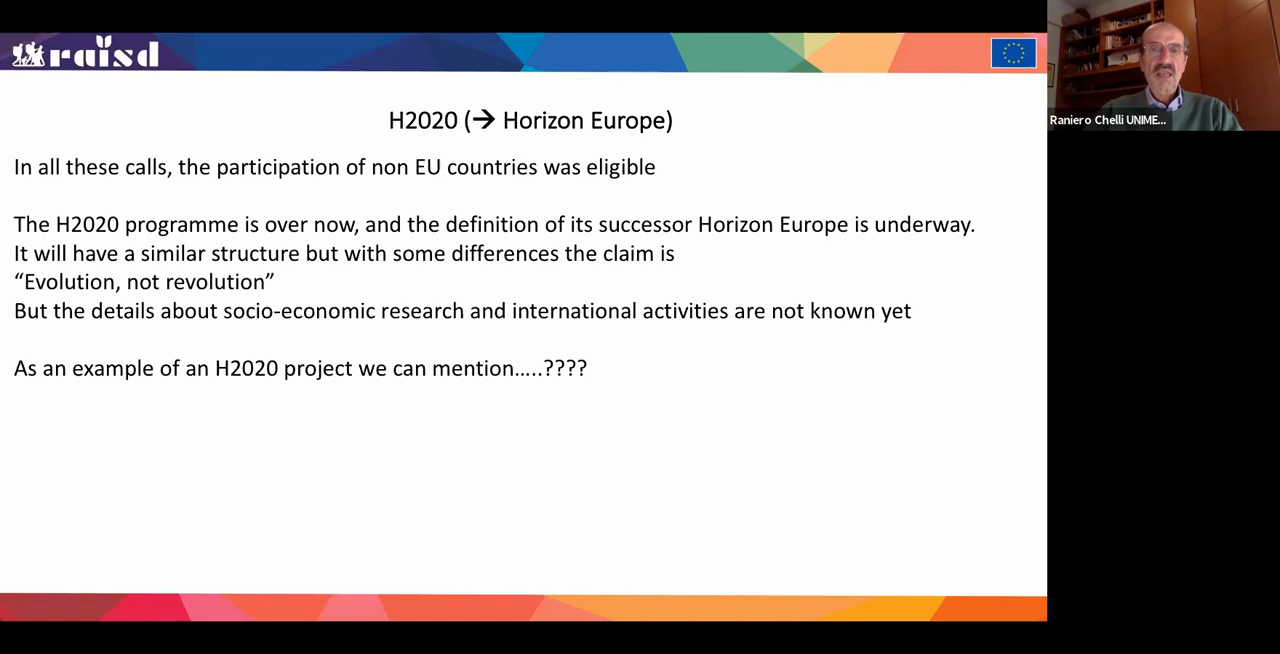 raisd
H2020 (→ Horizon Europe)
In all these calls, the participation of non EU countries was eligible
The H2020 programme is over now, and the definition of its successor Horizon Europe is underway.
It will have a similar structure but with some differences the claim is
“Evolution, not revolution”
But the details about socio-economic research and international activities are not known yet
As an example of an H2020 project we can mention…..????
Raniero Chelli UNIME...